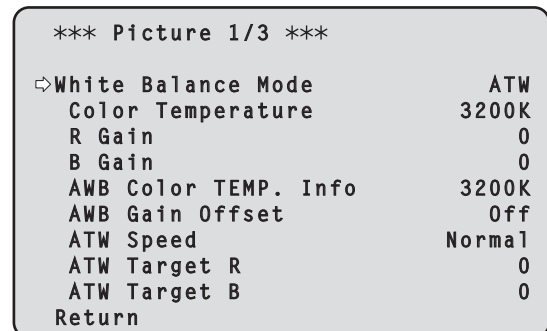 *** Picture 1/3 ***
⇨White Balance Mode ATW
Color Temperature 3200K
R Gain 0
B Gain 0
AWB Color TEMP. Info 3200K
AWB Gain Offset Off
ATW Speed Normal
ATW Target R 0
ATW Target B 0
Return